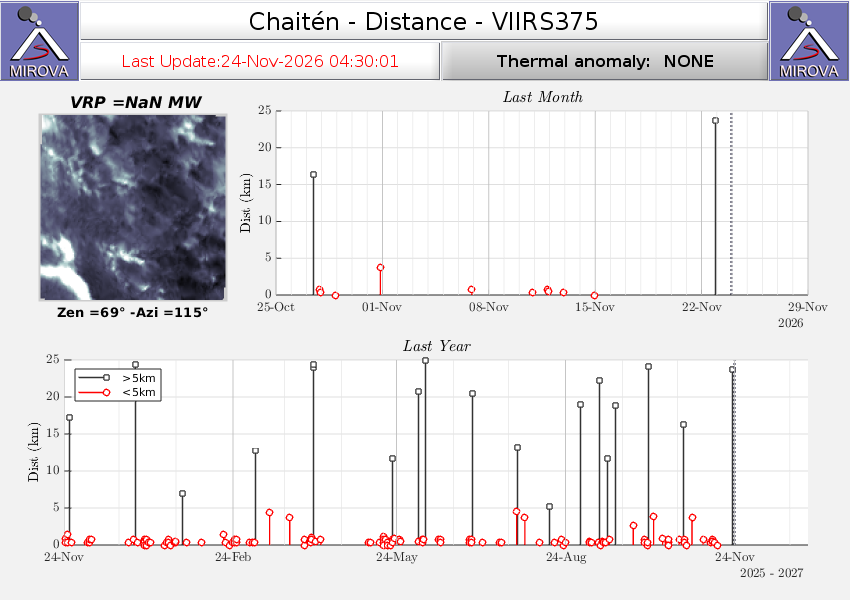 Chaitén - Distance - VIIRS375
MIROVA
Last Update:24-Nov-2026 04:30:01
Thermal anomaly: NONE
MIROVA
VRP =NaN MW
Zen =69° -Azi =115°
Last Month
Dist (km)
25
20
15
10
5
0
25-Oct 01-Nov 08-Nov 15-Nov 22-Nov 29-Nov
2026
Last Year
Dist (km)
25
20
15
10
5
0
>5km
<5km
24-Nov 24-Feb 24-May 24-Aug 24-Nov
2025 - 2027